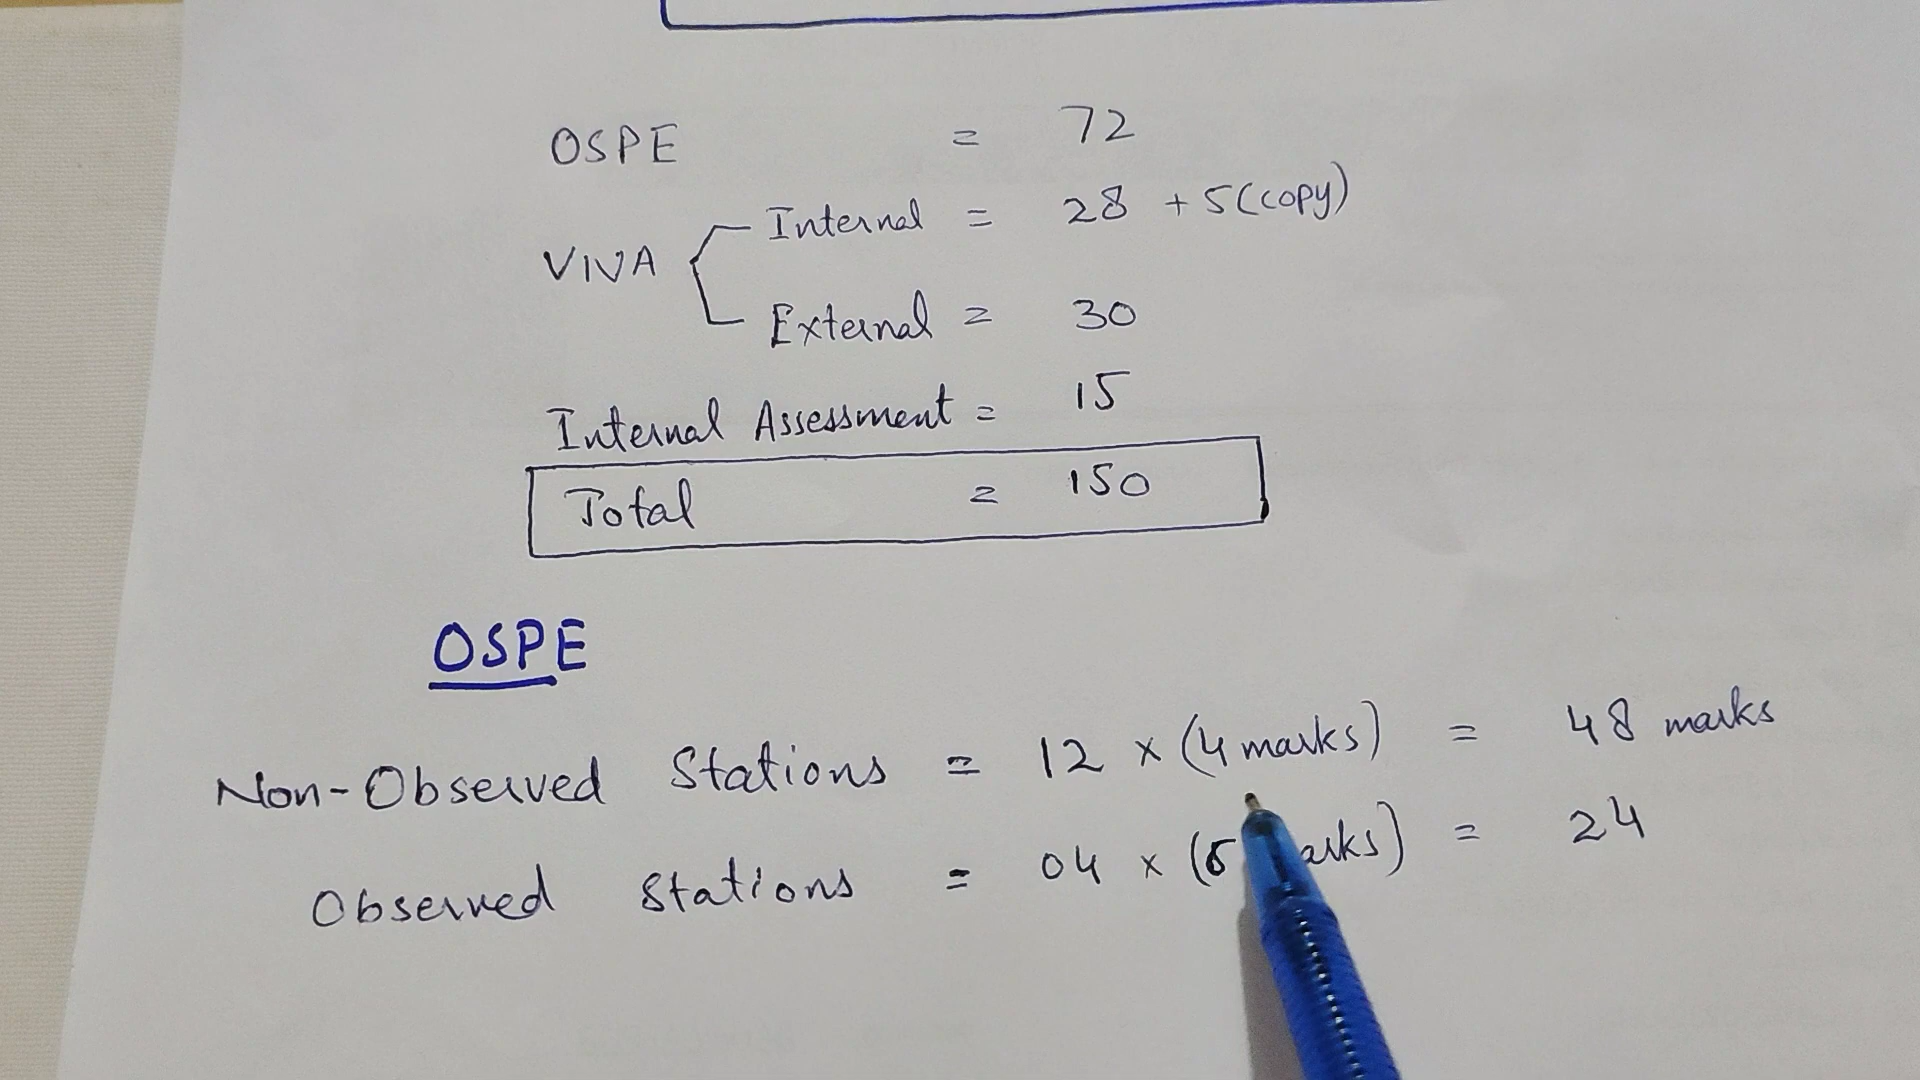 OSPE = 72
VIVA Internal = 28 + 5(copy)
External = 30
Internal Assessment = 15
Total = 150
OSPE
Non-Observed Stations = 12 × (4 marks) = 48 marks
Observed Stations = 04 × (6 arks) = 24